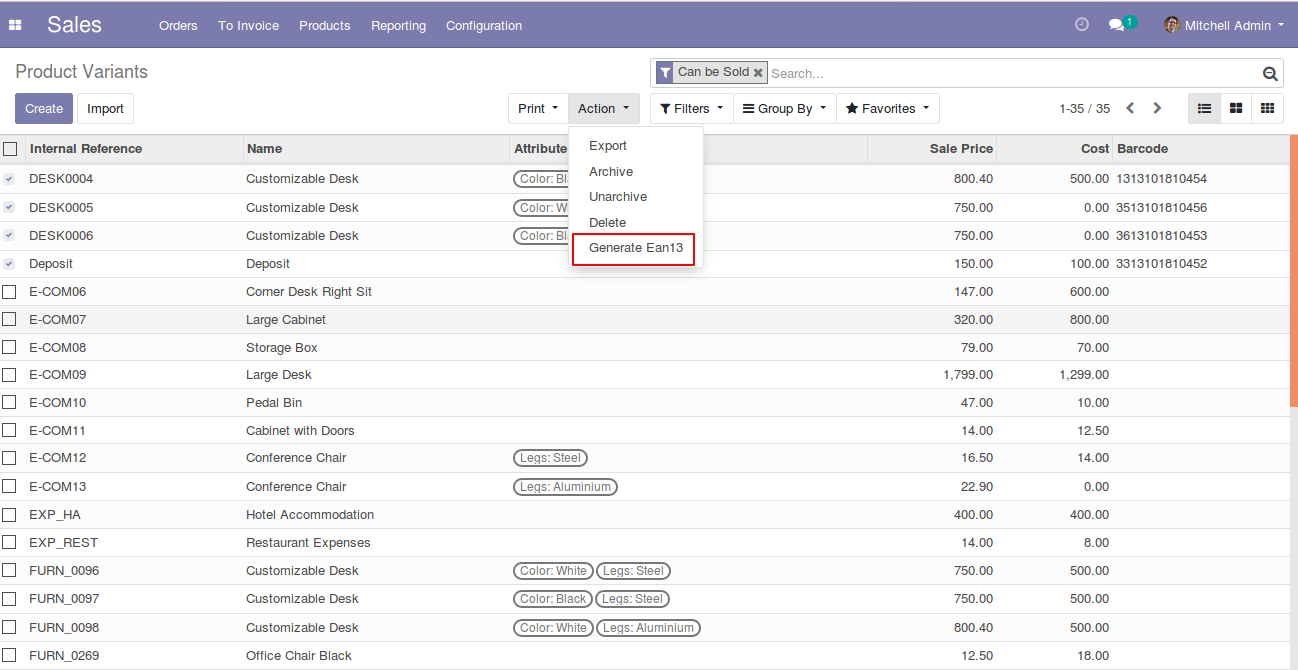 Sales Orders To Invoice Products Reporting Configuration 1 Mitchell Admin
Product Variants Can be Sold Search...
Create Import Print Action Filters Group By Favorites 1-35 / 35
Internal Reference Name Attribute Sale Price Cost Barcode
Export
Archive
Unarchive
Delete
Generate Ean13
DESK0004 Customizable Desk Color: Bl 800.40 500.00 1313101810454
DESK0005 Customizable Desk Color: W 750.00 0.00 3513101810456
DESK0006 Customizable Desk Color: Bl 750.00 0.00 3613101810453
Deposit Deposit 150.00 100.00 3313101810452
E-COM06 Corner Desk Right Sit 147.00 600.00
E-COM07 Large Cabinet 320.00 800.00
E-COM08 Storage Box 79.00 70.00
E-COM09 Large Desk 1,799.00 1,299.00
E-COM10 Pedal Bin 47.00 10.00
E-COM11 Cabinet with Doors 14.00 12.50
E-COM12 Conference Chair Legs: Steel 16.50 14.00
E-COM13 Conference Chair Legs: Aluminium 22.90 0.00
EXP_HA Hotel Accommodation 400.00 400.00
EXP_REST Restaurant Expenses 14.00 8.00
FURN_0096 Customizable Desk Color: White Legs: Steel 750.00 500.00
FURN_0097 Customizable Desk Color: Black Legs: Steel 750.00 500.00
FURN_0098 Customizable Desk Color: White Legs: Aluminium 800.40 500.00
FURN_0269 Office Chair Black 12.50 18.00